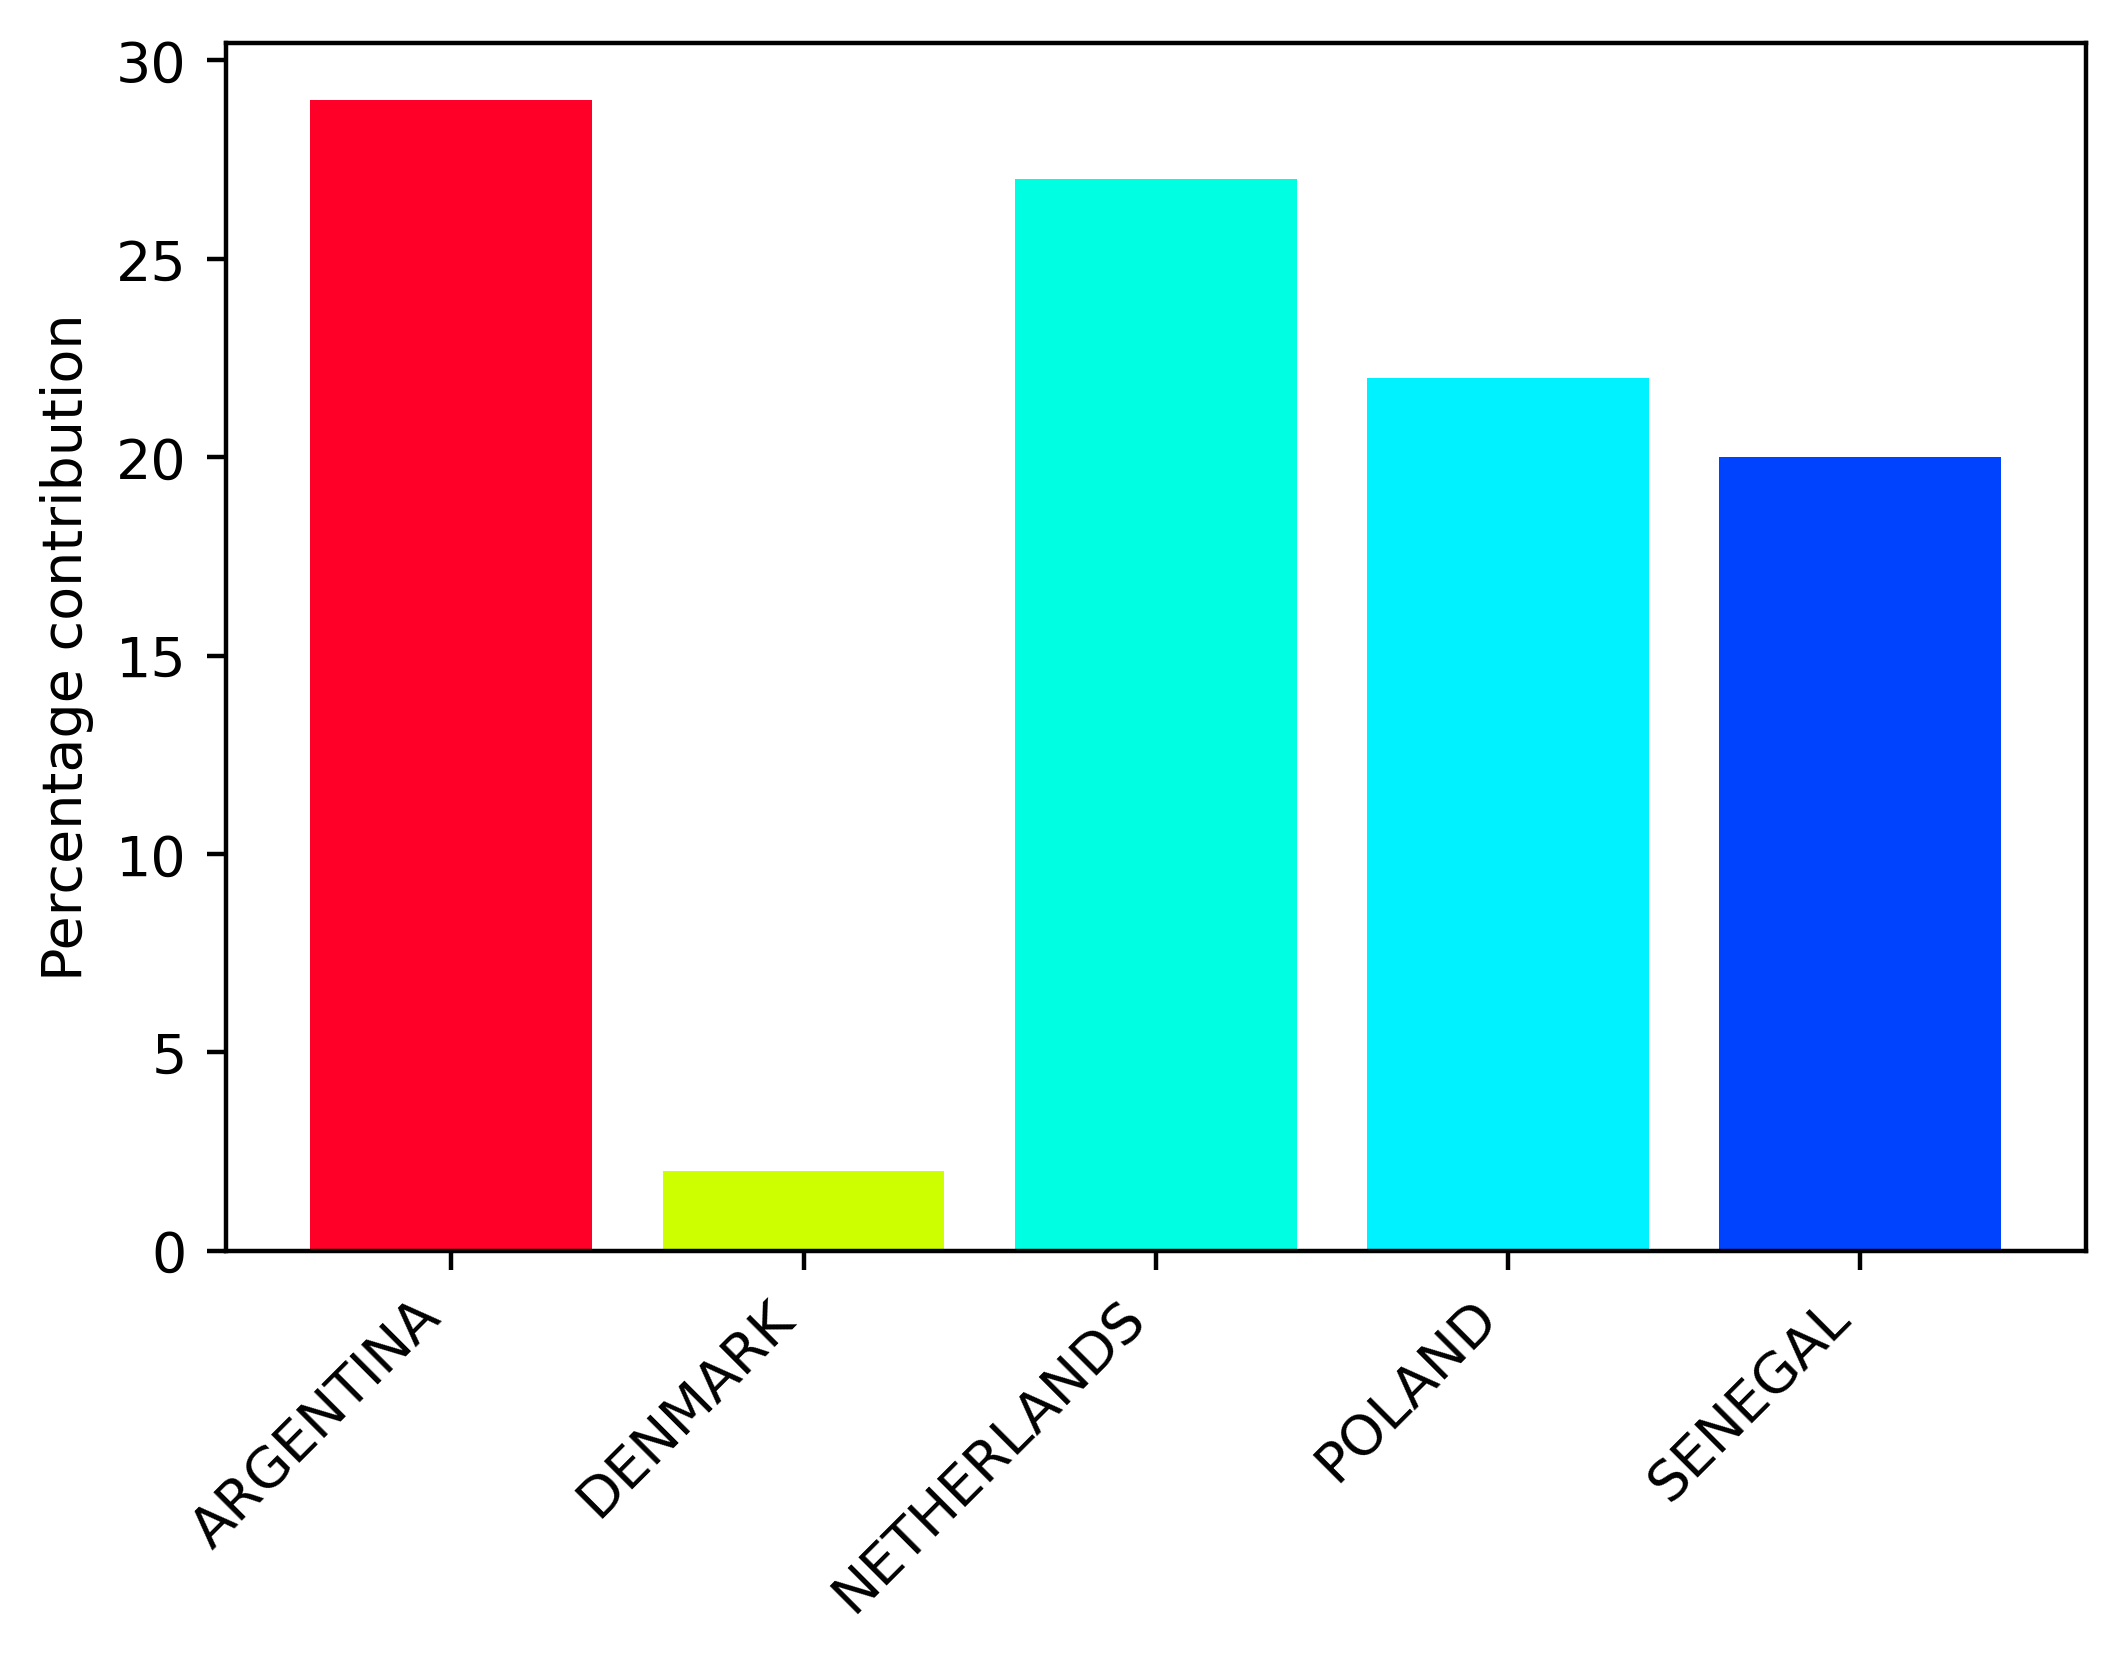 Percentage contribution
30
25
20
15
10
5
0
ARGENTINA
DENMARK
NETHERLANDS
POLAND
SENEGAL